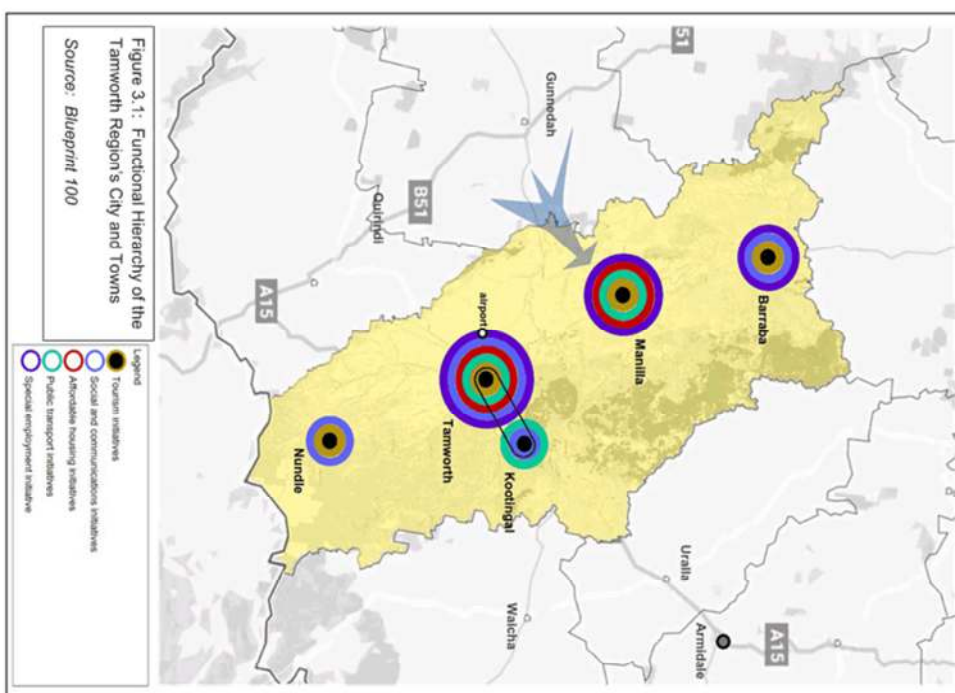 Figure 3.1: Functional Hierarchy of the
Tamworth Region's City and Towns
Source: Blueprint 100
Legend
Tourism initiatives
Social and communications initiatives
Affordable housing initiatives
Public transport initiatives
Special employment initiative
51
Gunnedah
B51
Quirindi
A15
Barraba
Manilla
airport
Tamworth
Kootingal
Nundle
Uralla
Armidale
A15
Walcha